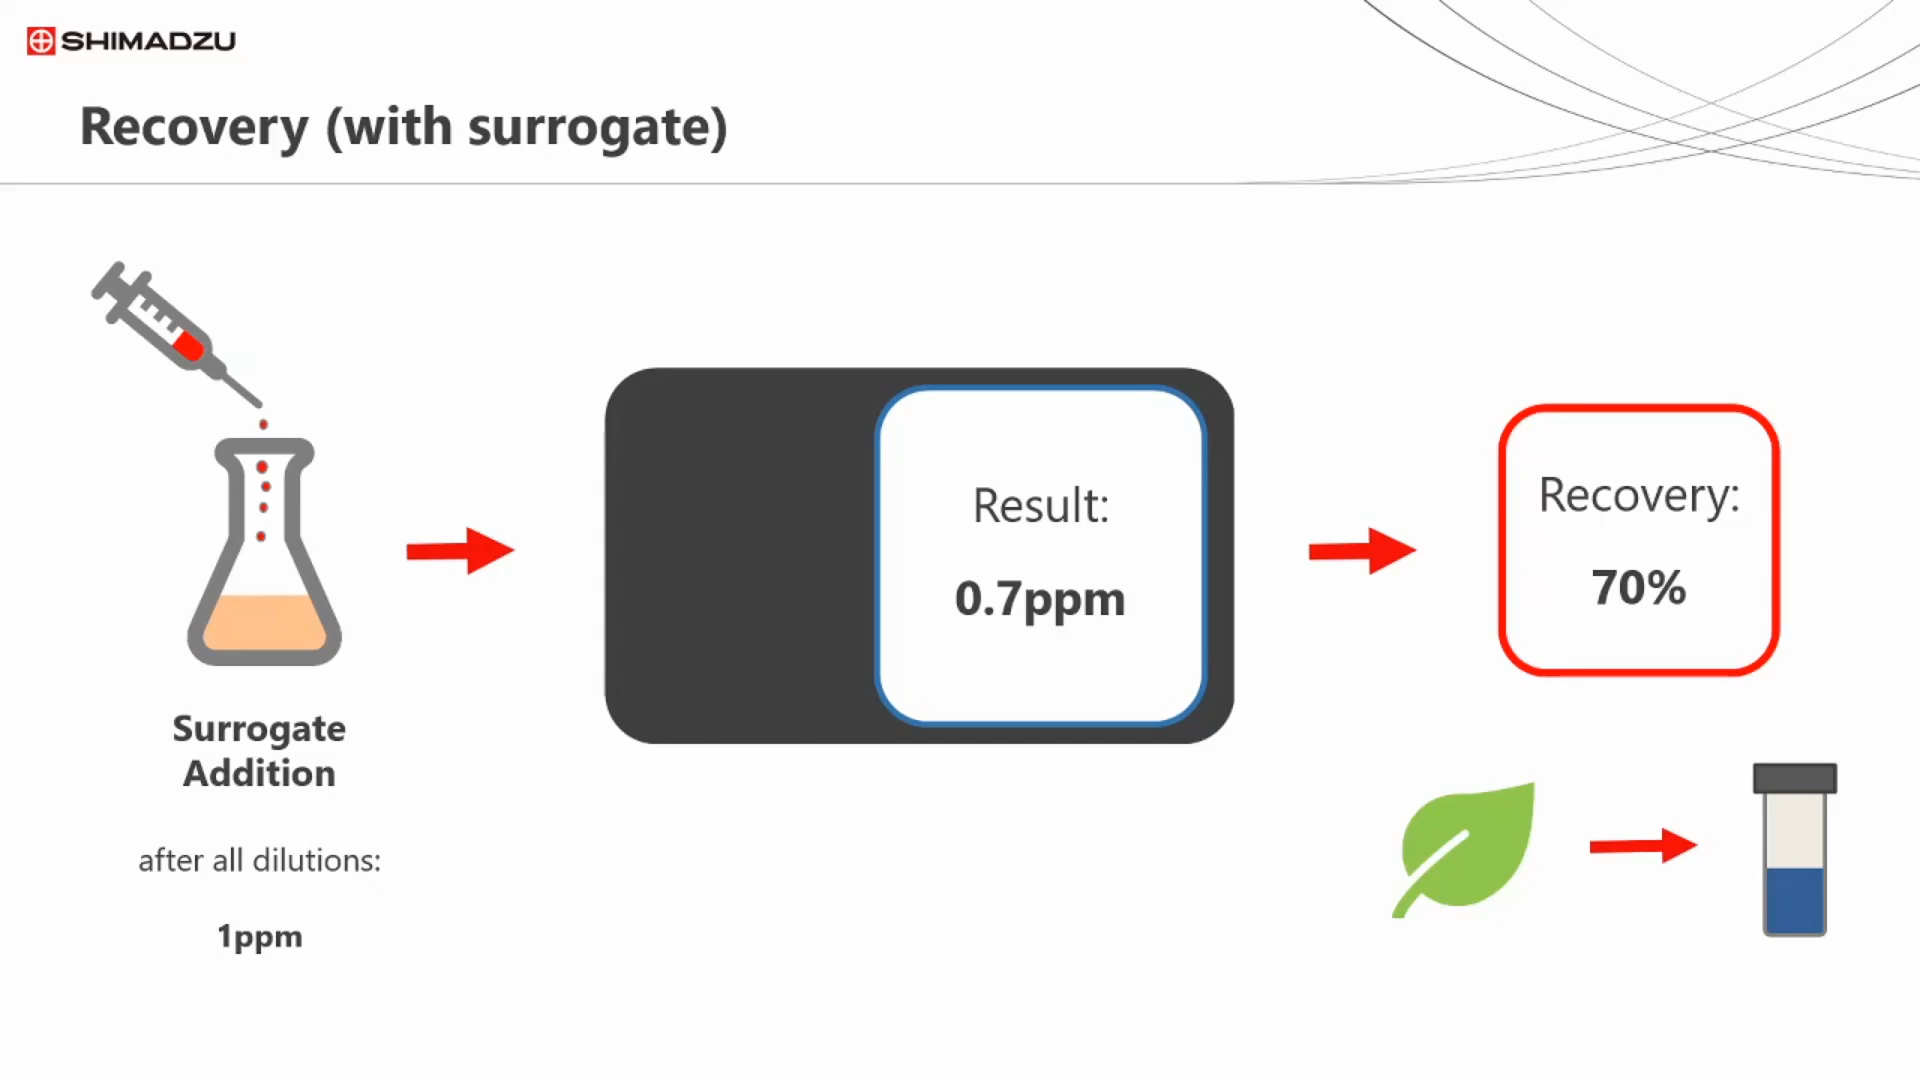 SHIMADZU
Recovery (with surrogate)
Surrogate
Addition
after all dilutions:
1ppm
Result:
0.7ppm
Recovery:
70%